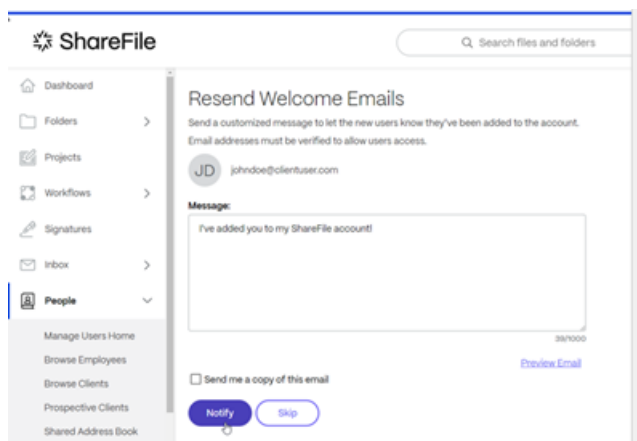 ShareFile
Search files and folders
Dashboard
Folders
Projects
Workflows
Signatures
Inbox
People
Manage Users Home
Browse Employees
Browse Clients
Prospective Clients
Shared Address Book
Resend Welcome Emails
Send a customized message to let the new users know they've been added to the account.
Email addresses must be verified to allow users access.
JD
johndoe@clientuser.com
Message:
I've added you to my ShareFile account!
39/1000
Preview Email
Send me a copy of this email
Notify
Skip